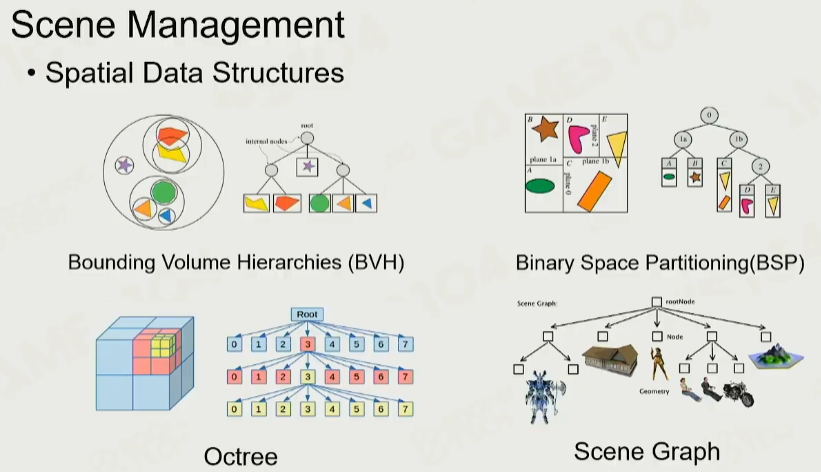 Scene Management
• Spatial Data Structures
root
internal nodes
Bounding Volume Hierarchies (BVH)
B D E
plane 2
plane 1a C plane 1b
A
plane 0
0
1a 1b
A B C 2
D E
Binary Space Partitioning(BSP)
Root
0 1 2 3 4 5 6 7
0 1 2 3 4 5 6 7
0 1 2 3 4 5 6 7
Octree
Scene Graph:
rootNode
Node
Geometry
Scene Graph